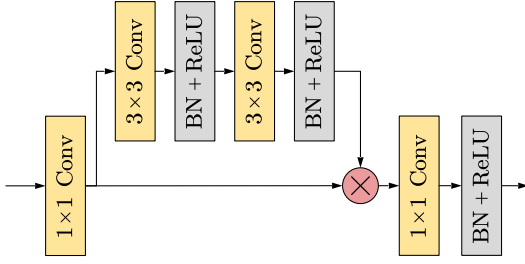 3×3 Conv
BN + ReLU
3×3 Conv
BN + ReLU
1×1 Conv
1×1 Conv
BN + ReLU